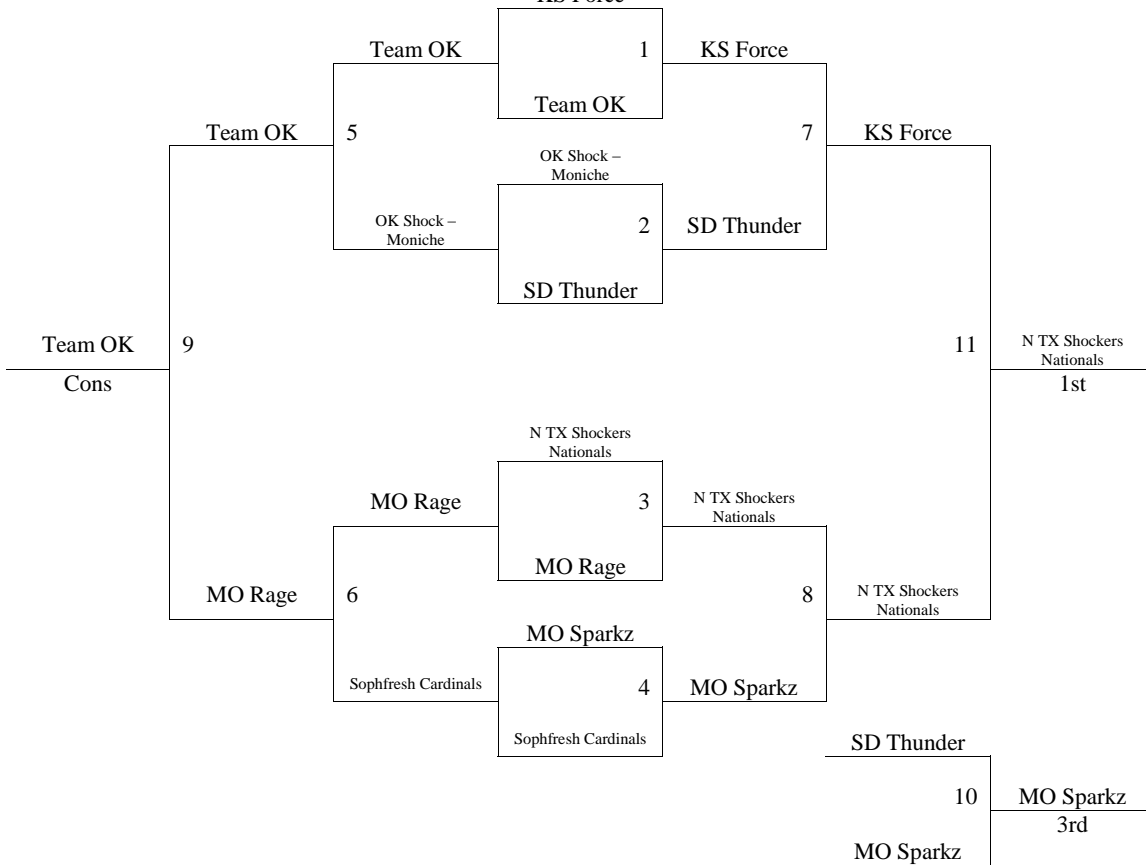 KS Force
Team OK
1
KS Force
Team OK
Team OK
5
7
KS Force
OK Shock –
Moniche
OK Shock –
Moniche
2
SD Thunder
SD Thunder
Team OK
9
11
N TX Shockers
Nationals
Cons
1st
N TX Shockers
Nationals
MO Rage
3
N TX Shockers
Nationals
MO Rage
MO Rage
6
8
N TX Shockers
Nationals
MO Sparkz
Sophfresh Cardinals
4
MO Sparkz
Sophfresh Cardinals
SD Thunder
10
MO Sparkz
3rd
MO Sparkz